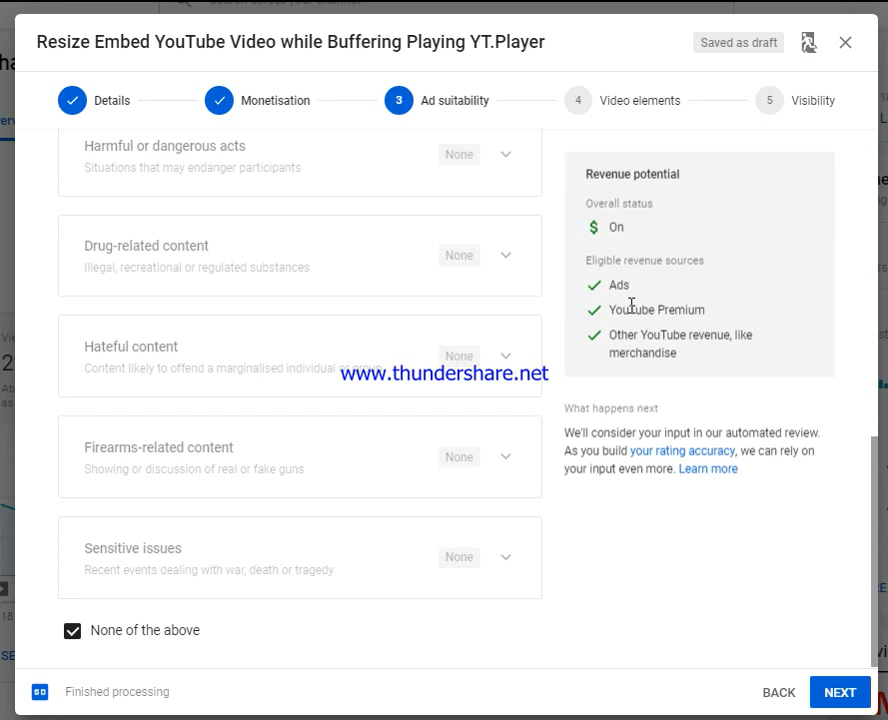 Resize Embed YouTube Video while Buffering Playing YT.Player
Saved as draft
Details
Monetisation
3 Ad suitability
4 Video elements
5 Visibility
Harmful or dangerous acts
Situations that may endanger participants
None
Drug-related content
Illegal, recreational or regulated substances
None
Hateful content
Content likely to offend a marginalised individual or group
None
www.thundershare.net
Firearms-related content
Showing or discussion of real or fake guns
None
Sensitive issues
Recent events dealing with war, death or tragedy
None
None of the above
Revenue potential
Overall status
$ On
Eligible revenue sources
Ads
YouTube Premium
Other YouTube revenue, like
merchandise
What happens next
We'll consider your input in our automated review.
As you build your rating accuracy, we can rely on
your input even more. Learn more
SD Finished processing
BACK
NEXT